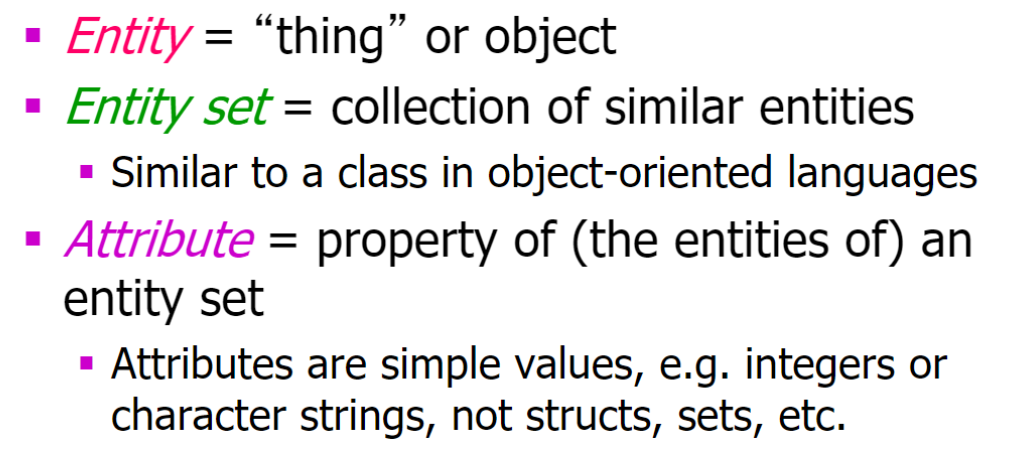 ▪ Entity = “thing” or object
▪ Entity set = collection of similar entities
▪ Similar to a class in object-oriented languages
▪ Attribute = property of (the entities of) an
entity set
▪ Attributes are simple values, e.g. integers or
character strings, not structs, sets, etc.